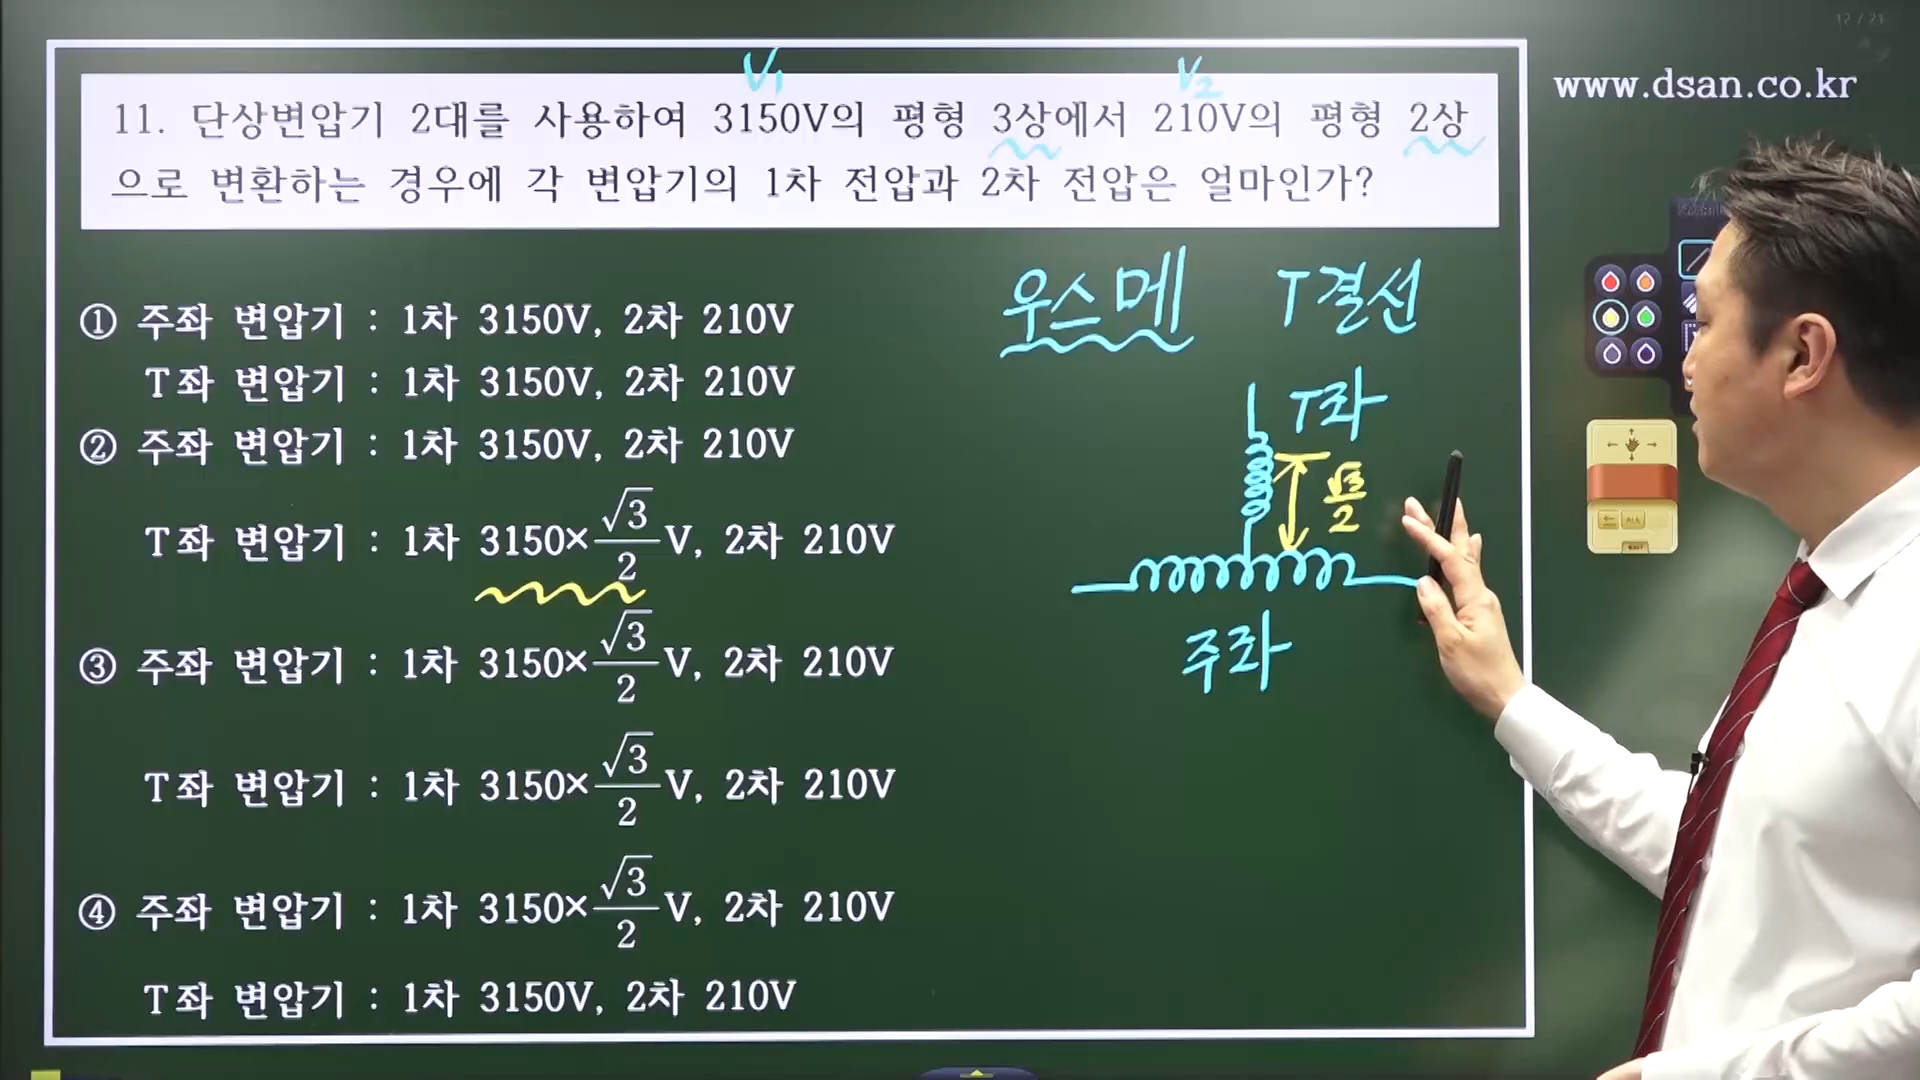 12 / 21
www.dsan.co.kr
V₁ V₂
11. 단상변압기 2대를 사용하여 3150V의 평형 3상에서 210V의 평형 2상
으로 변환하는 경우에 각 변압기의 1차 전압과 2차 전압은 얼마인가?
① 주좌 변압기 : 1차 3150V, 2차 210V
T좌 변압기 : 1차 3150V, 2차 210V
② 주좌 변압기 : 1차 3150V, 2차 210V
T좌 변압기 : 1차 3150×√3/2V, 2차 210V
③ 주좌 변압기 : 1차 3150×√3/2V, 2차 210V
T좌 변압기 : 1차 3150×√3/2V, 2차 210V
④ 주좌 변압기 : 1차 3150×√3/2V, 2차 210V
T좌 변압기 : 1차 3150V, 2차 210V
우스메 T결선
T좌
√3/2
주좌